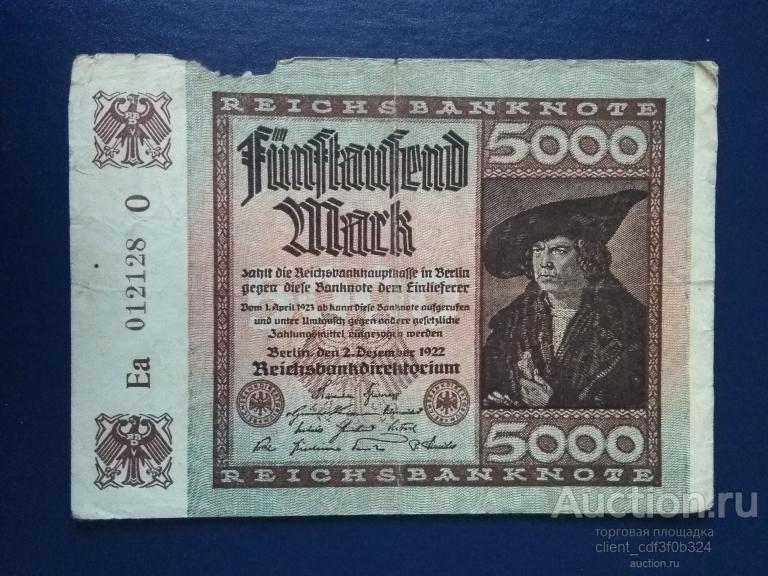 REICHSBANKNOTE
5000
Fünftausend
Mark
zahlt die Reichsbankhauptkasse in Berlin
gegen diese Banknote dem Einlieferer
Vom 1. April 1923 ab kann diese Banknote aufgerufen
und unter Umtausch gegen andere gesetzliche
Zahlungsmittel eingezogen werden
Berlin, den 2. Dezember 1922
Reichsbankdirektorium
5000
REICHSBANKNOTE
Ea 012128 O
Auction.ru
торговая площадка
client_cdf3f0b324
auction.ru